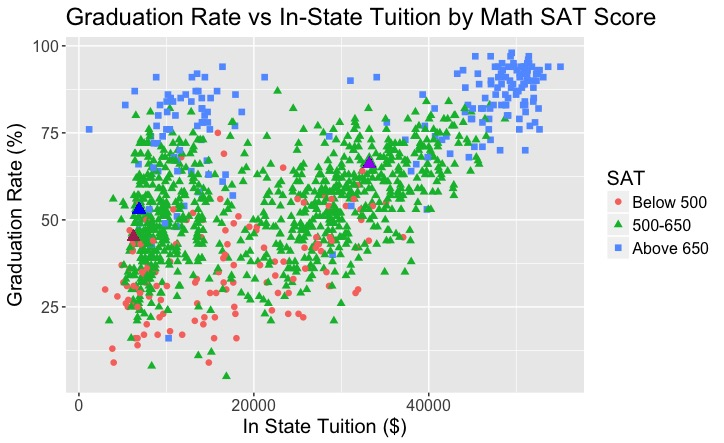 Graduation Rate vs In-State Tuition by Math SAT Score
100
75
50
25
Graduation Rate (%)
0
20000
40000
In State Tuition ($)
SAT
Below 500
500-650
Above 650